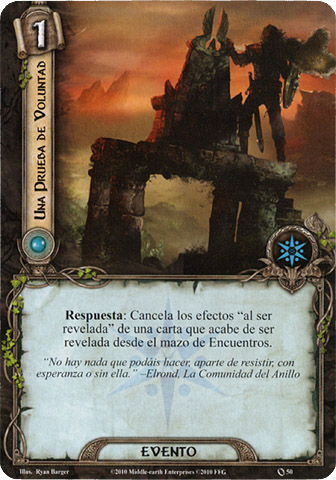 1
UNA PRUEBA DE VOLUNTAD
Respuesta: Cancela los efectos “al ser
revelada” de una carta que acabe de ser
revelada desde el mazo de Encuentros.
“No hay nada que podáis hacer, aparte de resistir, con
esperanza o sin ella.” –Elrond, La Comunidad del Anillo
EVENTO
Illus. Ryan Barger ©2010 Middle-earth Enterprises ©2010 FFG 50